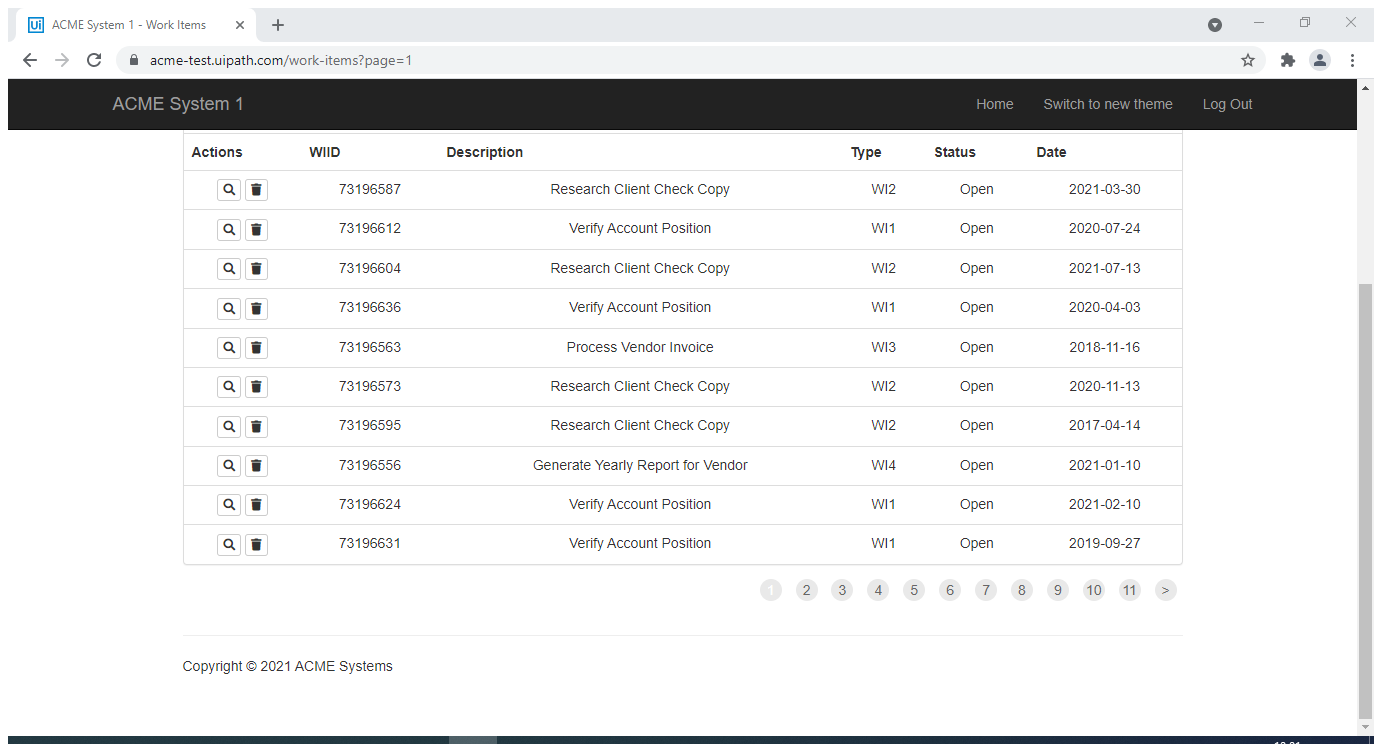 Ui ACME System 1 - Work Items
acme-test.uipath.com/work-items?page=1
ACME System 1 Home Switch to new theme Log Out
Actions WIID Description Type Status Date
73196587 Research Client Check Copy WI2 Open 2021-03-30
73196612 Verify Account Position WI1 Open 2020-07-24
73196604 Research Client Check Copy WI2 Open 2021-07-13
73196636 Verify Account Position WI1 Open 2020-04-03
73196563 Process Vendor Invoice WI3 Open 2018-11-16
73196573 Research Client Check Copy WI2 Open 2020-11-13
73196595 Research Client Check Copy WI2 Open 2017-04-14
73196556 Generate Yearly Report for Vendor WI4 Open 2021-01-10
73196624 Verify Account Position WI1 Open 2021-02-10
73196631 Verify Account Position WI1 Open 2019-09-27
1 2 3 4 5 6 7 8 9 10 11 >
Copyright © 2021 ACME Systems